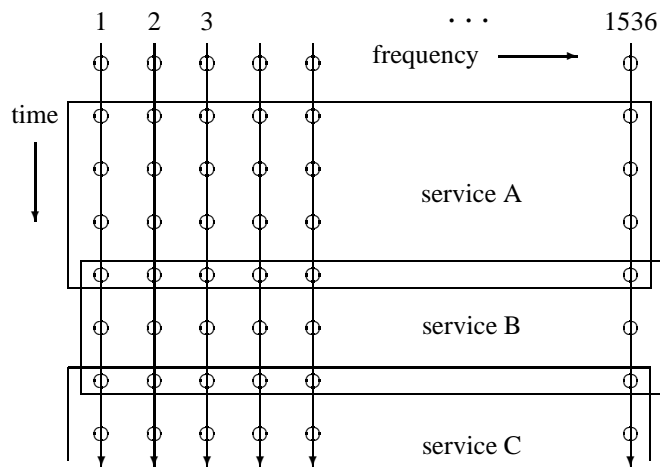 1 2 3 · · · 1536
frequency
time
service A
service B
service C